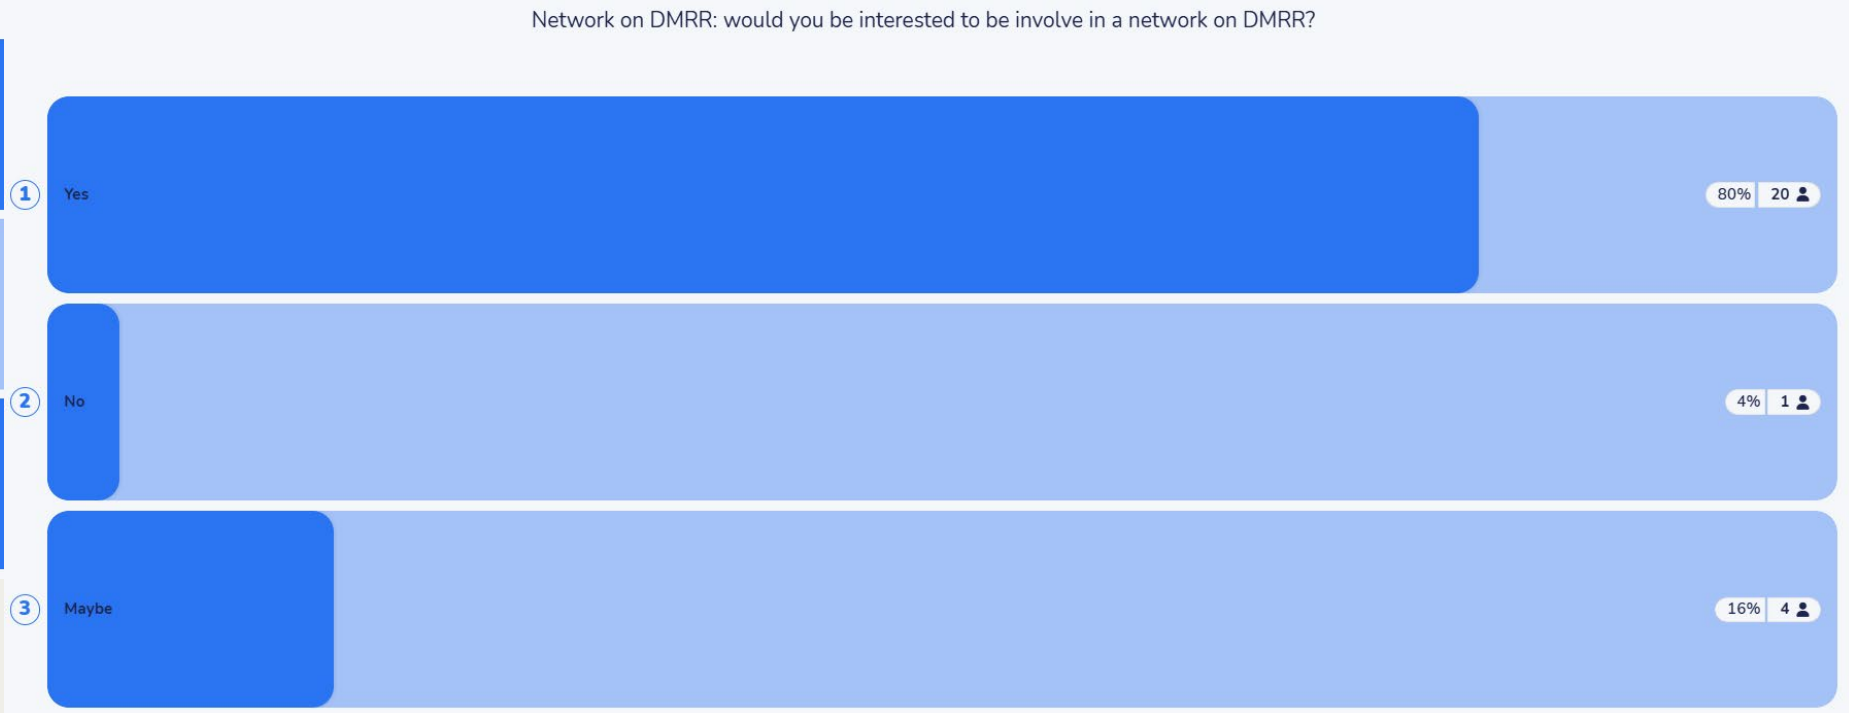 Network on DMRR: would you be interested to be involve in a network on DMRR?
1 Yes 80% 20
2 No 4% 1
3 Maybe 16% 4